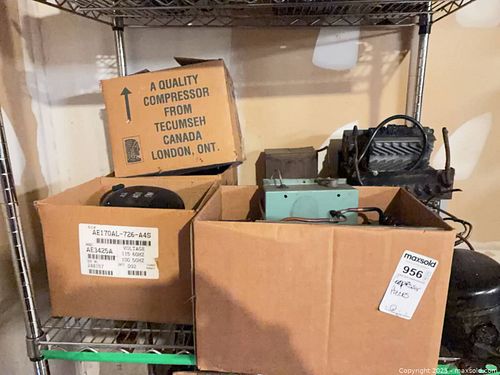 A QUALITY
COMPRESSOR
FROM
TECUMSEH
CANADA
LONDON, ONT.
AE170AL-726-A4S
AE3425A
VOLTAGE
115 60HZ
100 50HZ
maxsold
956
Copyright 2023 - maxsold.com